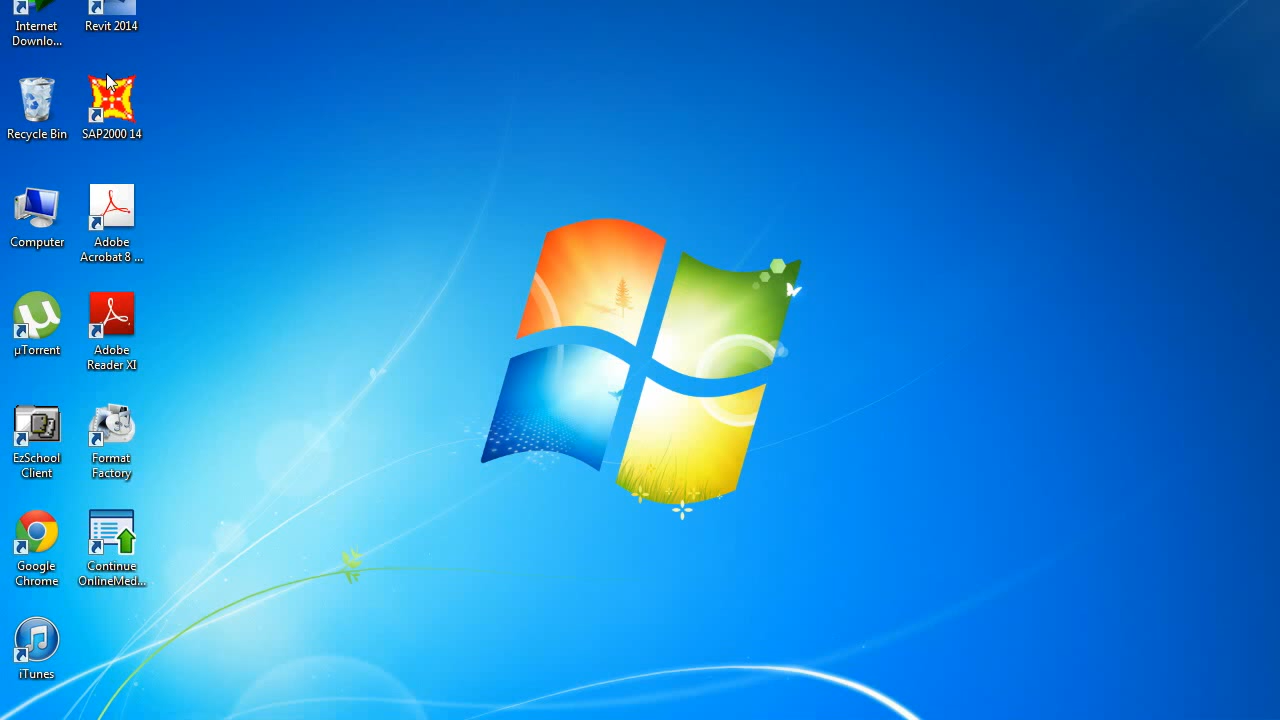 Internet
Downlo...
Revit 2014
Recycle Bin
SAP2000 14
Computer
Adobe
Acrobat 8 ...
µTorrent
Adobe
Reader XI
EzSchool
Client
Format
Factory
Google
Chrome
Continue
OnlineMed...
iTunes